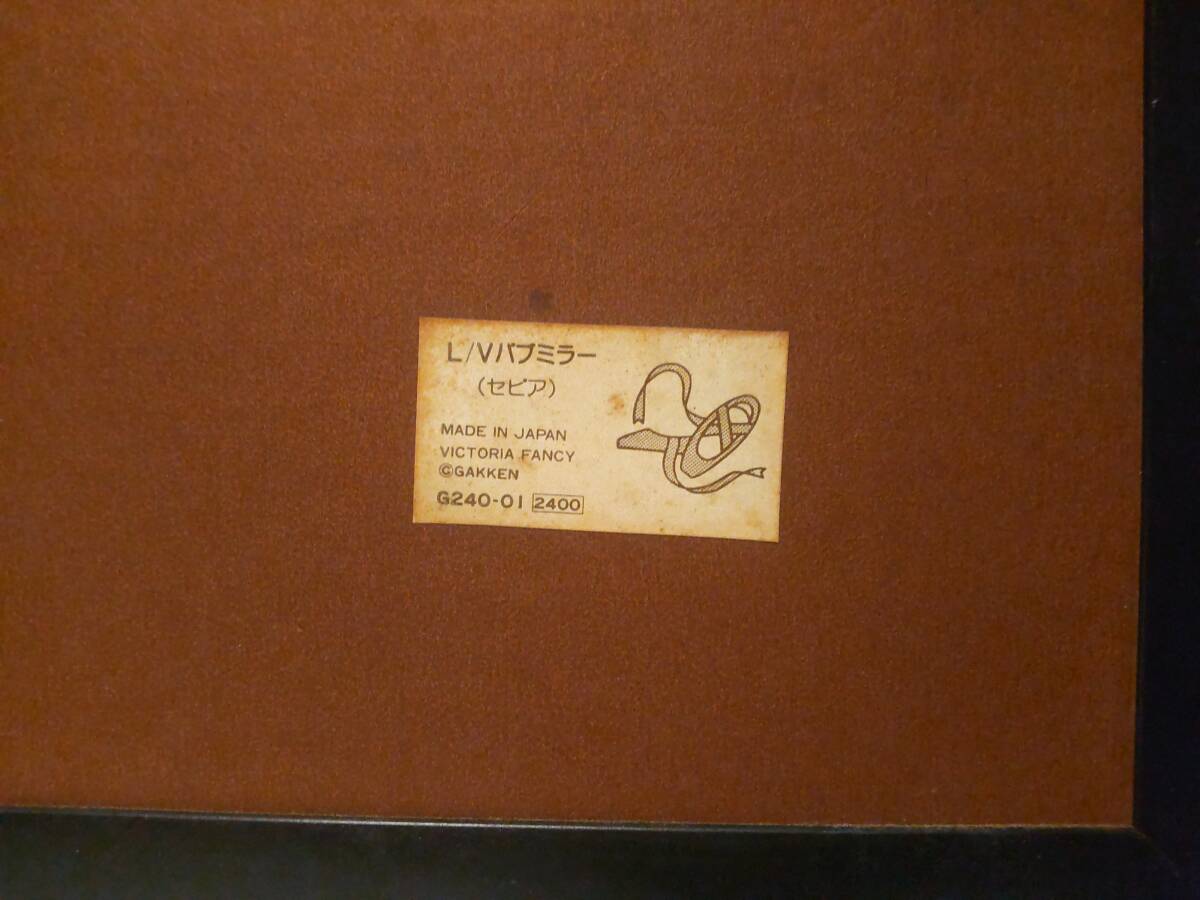 L/Vパブミラー
(セピア)
MADE IN JAPAN
VICTORIA FANCY
©GAKKEN
G240-01 2400